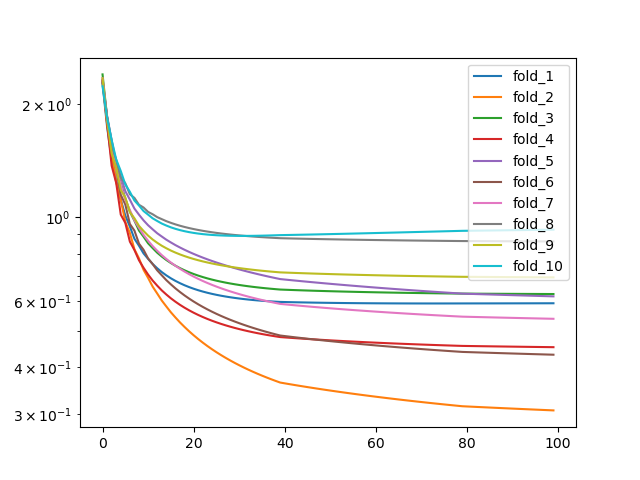 2 × 10⁰
10⁰
6 × 10⁻¹
4 × 10⁻¹
3 × 10⁻¹
0
20
40
60
80
100
fold_1
fold_2
fold_3
fold_4
fold_5
fold_6
fold_7
fold_8
fold_9
fold_10